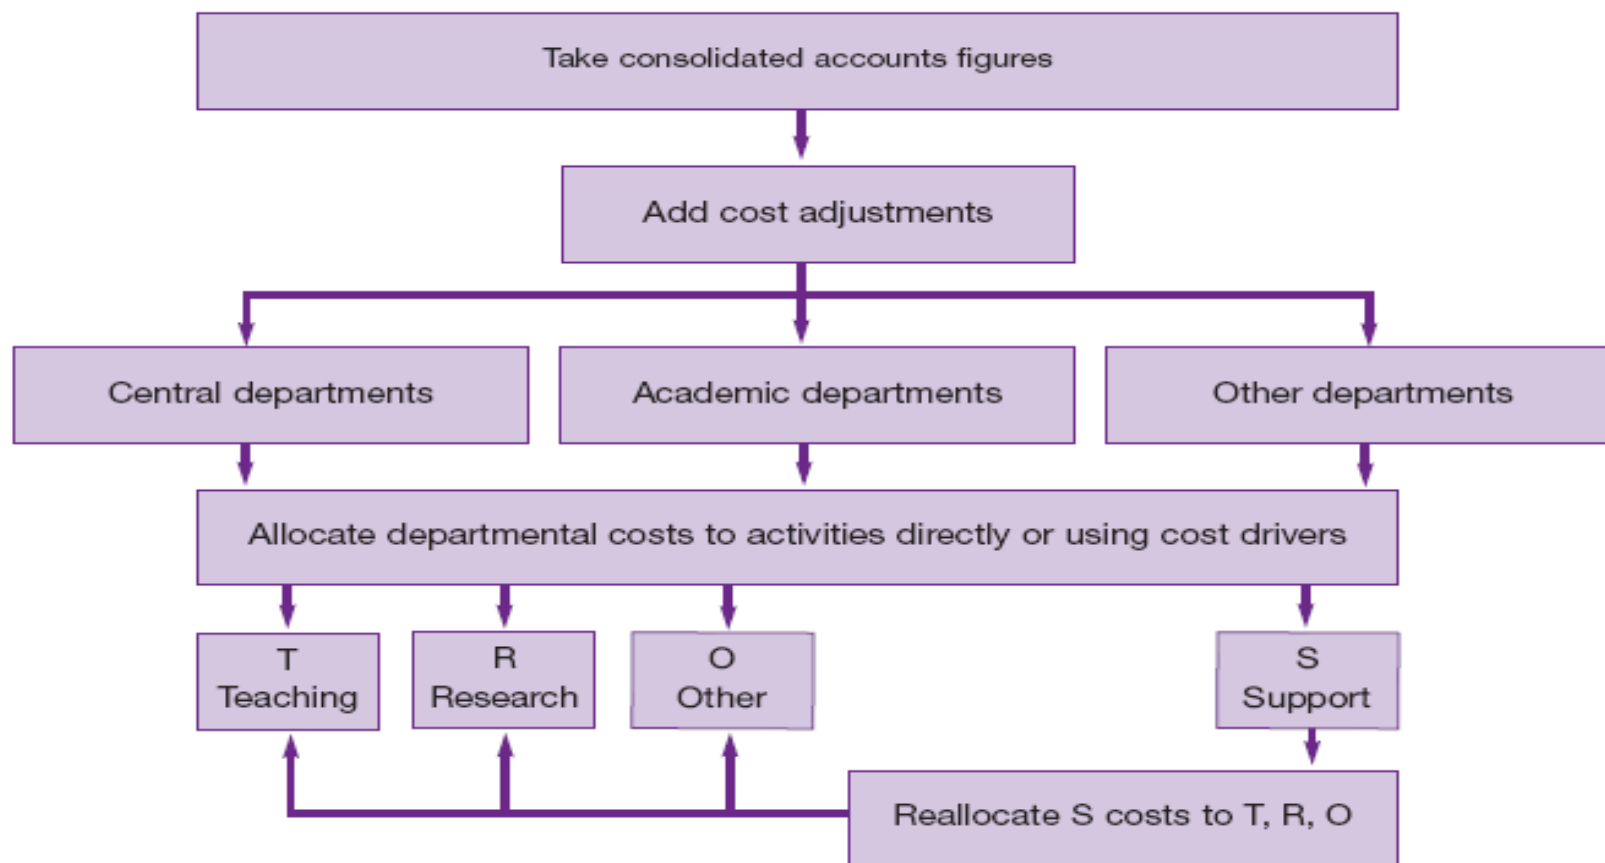 Take consolidated accounts figures
Add cost adjustments
Central departments
Academic departments
Other departments
Allocate departmental costs to activities directly or using cost drivers
T
Teaching
R
Research
O
Other
S
Support
Reallocate S costs to T, R, O